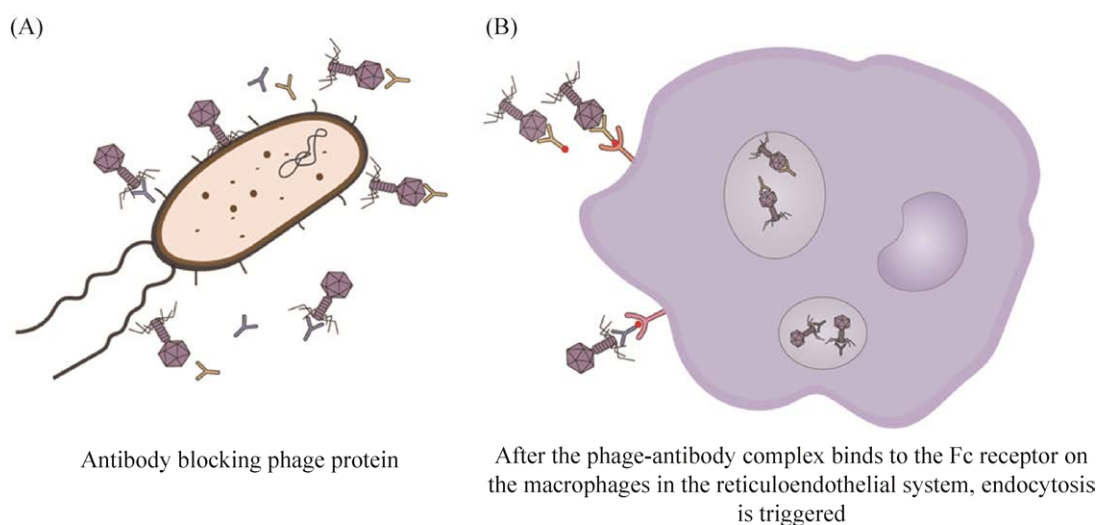 (A)
(B)
Antibody blocking phage protein
After the phage-antibody complex binds to the Fc receptor on
the macrophages in the reticuloendothelial system, endocytosis
is triggered